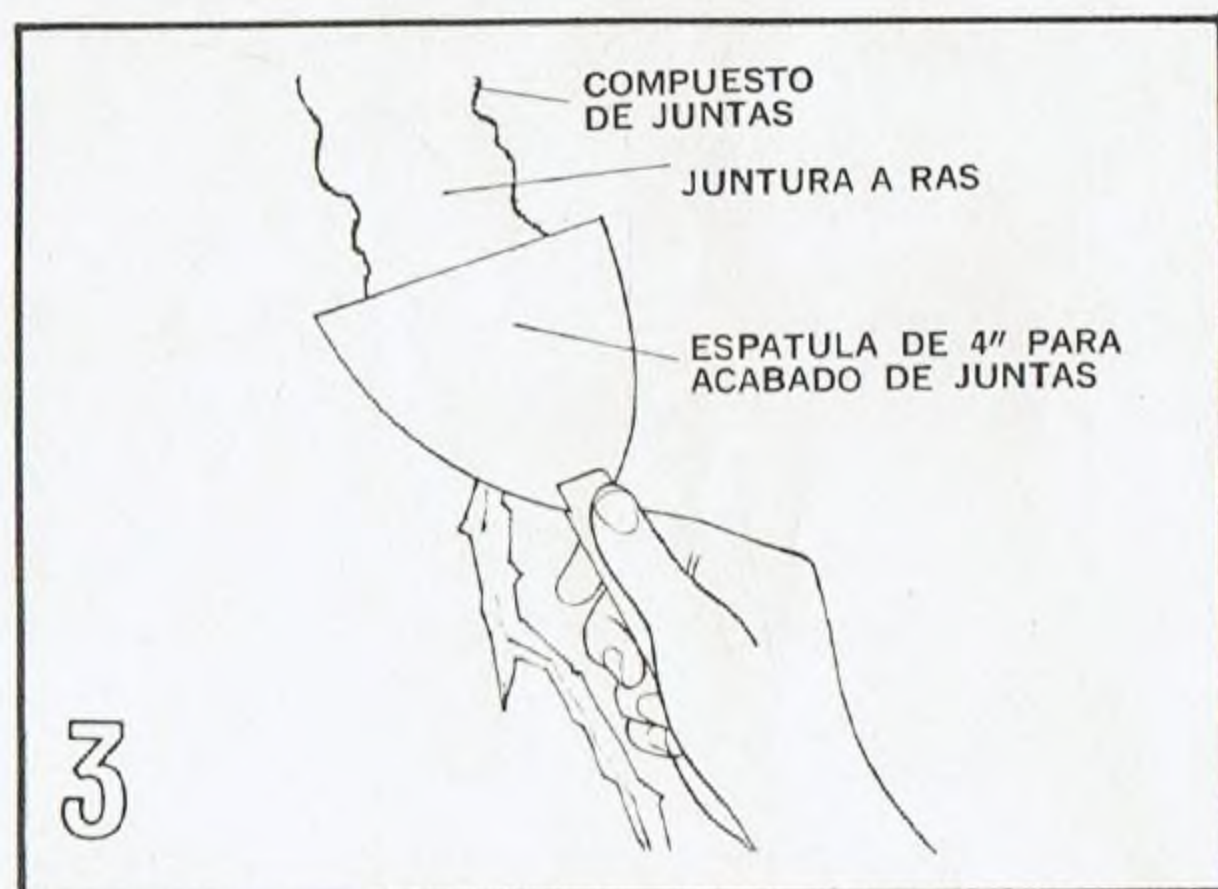 COMPUESTO
DE JUNTAS
JUNTURA A RAS
ESPATULA DE 4" PARA
ACABADO DE JUNTAS
3